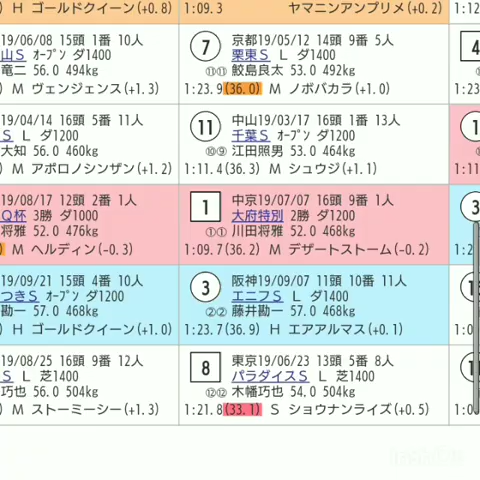 H ゴールドクイーン(+0.8)
1:09.3 ヤマニンアンプリメ(+0.2)
19/06/08 15頭 1番 10人
山S ｵｰﾌﾟﾝ ダ1400
竜二 56.0 494kg
M ヴェンジェンス(+1.3)
7 京都19/05/12 14頭 9番 5人
栗東S L ダ1400
⑪⑪ 鮫島良太 53.0 492kg
1:23.9(36.0) M ノボバカラ(+1.0)
4
19/04/14 16頭 5番 11人
S L ダ1200
大知 56.0 460kg
M アポロノシンザン(+1.2)
11 中山19/03/17 16頭 1番 13人
千葉S ｵｰﾌﾟﾝ ダ1200
⑩⑨ 江田照男 53.0 464kg
1:11.4(36.3) M シュウジ(+1.1)
1:11
19/08/17 12頭 2番 1人
Q杯 3勝 ダ1000
将雅 52.0 476kg
M ヘルディン(-0.3)
1 中京19/07/07 11頭 9番 1人
大府特別 2勝 ダ1200
①① 川田将雅 52.0 468kg
1:09.7(36.2) M デザートストーム(-0.2)
3
1:2
19/09/21 15頭 4番 10人
つきS ｵｰﾌﾟﾝ ダ1200
勘一 57.0 468kg
H ゴールドクイーン(+1.0)
3 阪神19/09/07 11頭 10番 11人
エニフS L ダ1400
②② 藤井勘一 57.0 468kg
1:23.7(36.9) H エアアルマス(+0.1)
19/08/25 16頭 9番 12人
S L 芝1400
巧也 56.0 504kg
M ストーミーシー(+1.3)
8 東京19/06/23 13頭 5番 8人
パラダイスS L 芝1400
⑫⑫ 木幡巧也 54.0 504kg
1:21.8(33.1) S ショウナンライズ(+0.5)
1:0